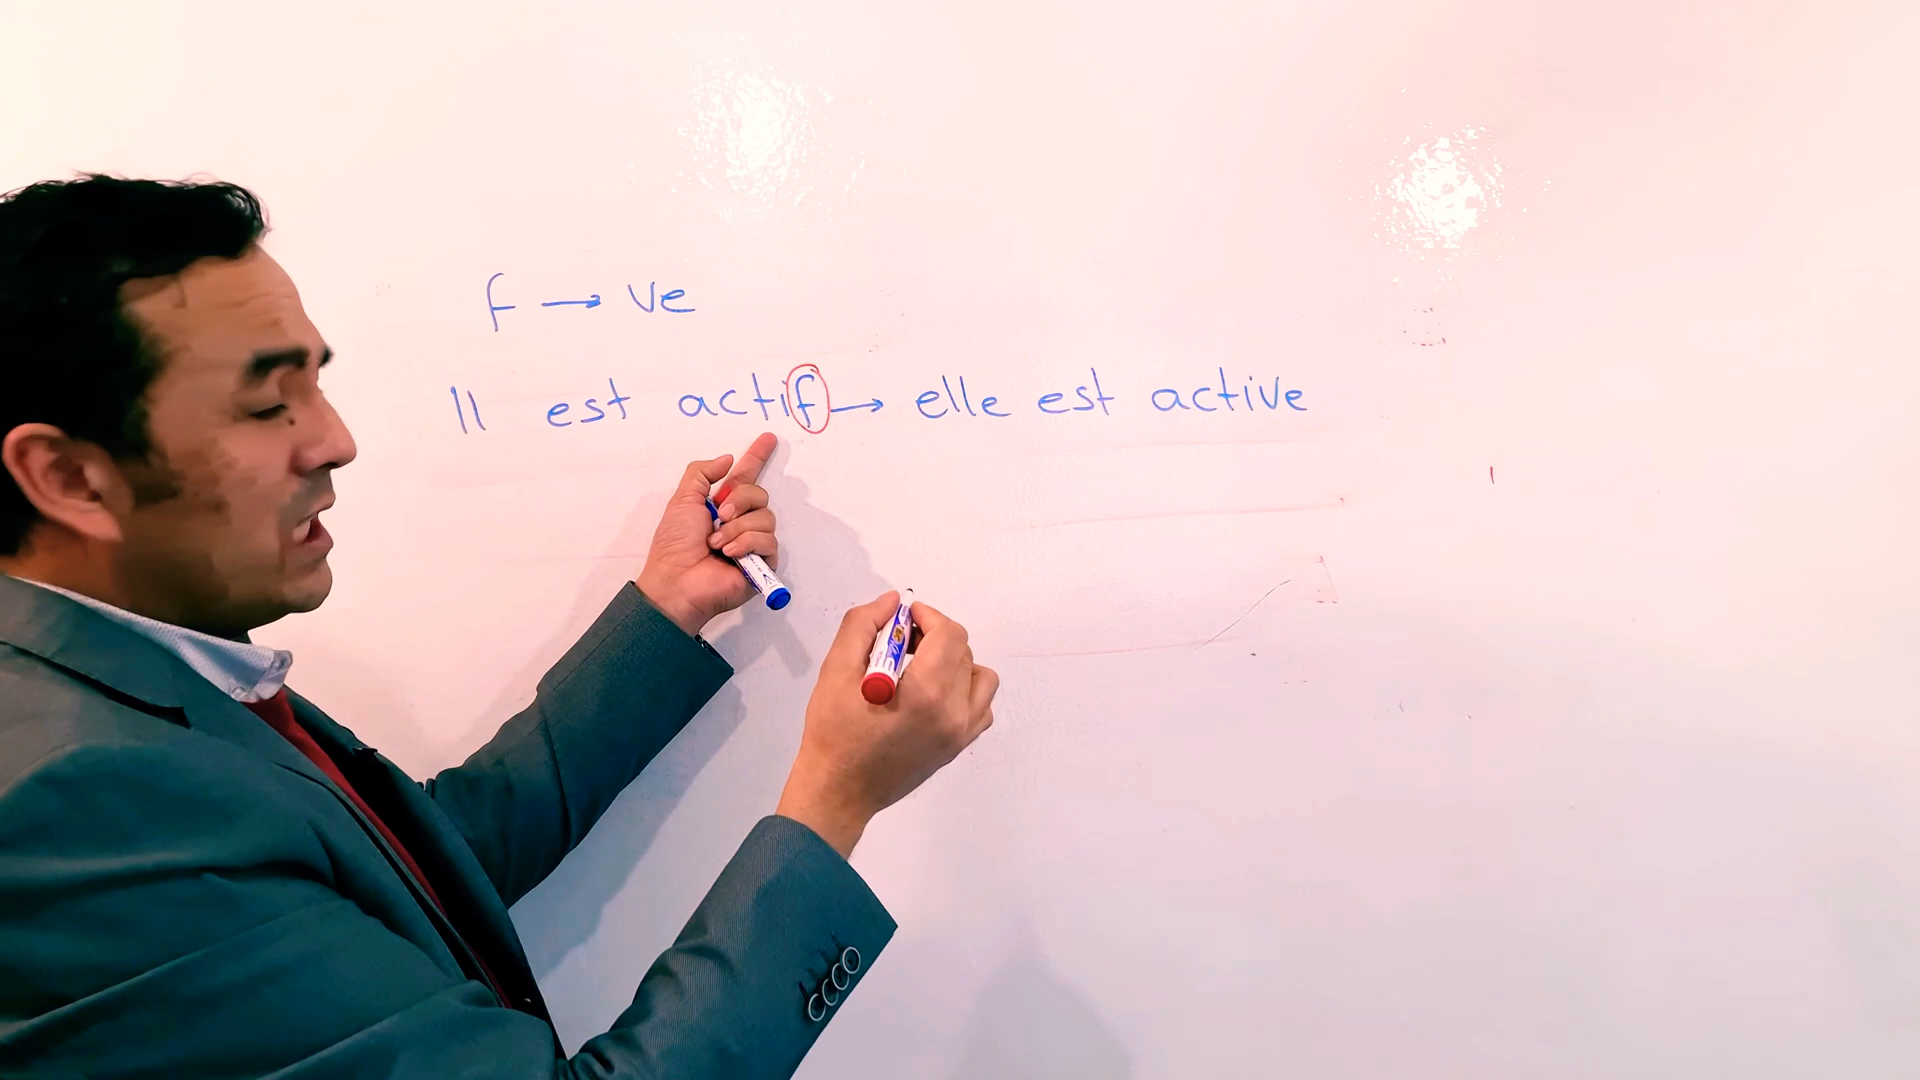 f → ve
Il est actif → elle est active